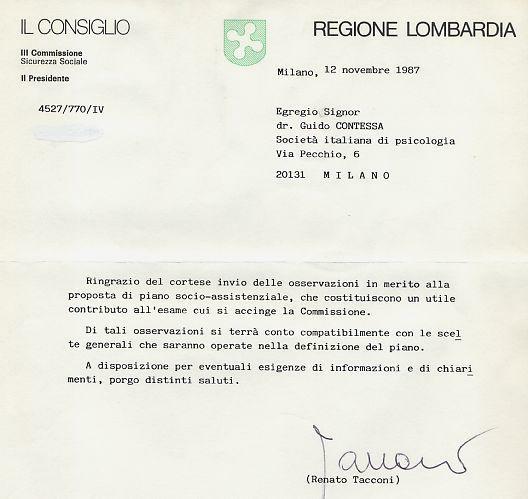 IL CONSIGLIO
REGIONE LOMBARDIA
III Commissione
Sicurezza Sociale
Il Presidente
Milano, 12 novembre 1987
4527/770/IV
Egregio Signor
dr. Guido CONTESSA
Società italiana di psicologia
Via Pecchio, 6
20131 M I L A N O
Ringrazio del cortese invio delle osservazioni in merito alla
proposta di piano socio-assistenziale, che costituiscono un utile
contributo all'esame cui si accinge la Commissione.
Di tali osservazioni si terrà conto compatibilmente con le scel
te generali che saranno operate nella definizione del piano.
A disposizione per eventuali esigenze di informazioni e di chiari
menti, porgo distinti saluti.
Tacconi
(Renato Tacconi)